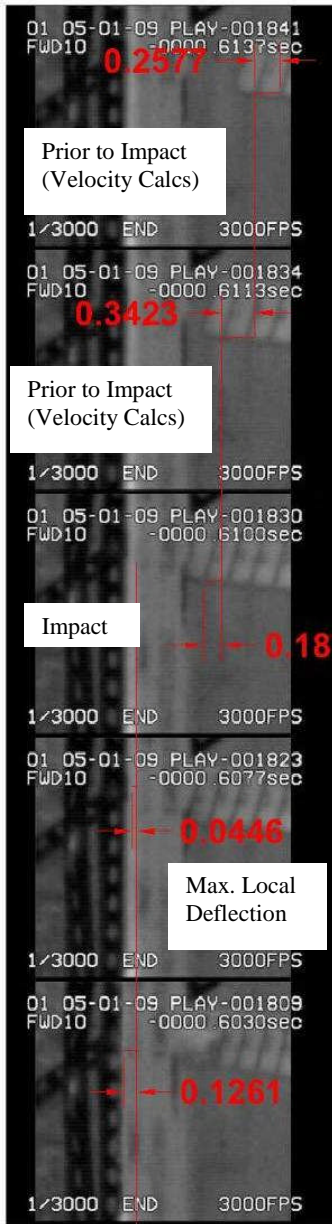 01 05-01-09 PLAY-001841
FWD10 -0000.6137sec
0.2577
Prior to Impact
(Velocity Calcs)
1/3000 END 3000FPS
01 05-01-09 PLAY-001834
FWD10 -0000.6113sec
0.3423
Prior to Impact
(Velocity Calcs)
1/3000 END 3000FPS
01 05-01-09 PLAY-001830
FWD10 -0000.6100sec
Impact
0.18
1/3000 END 3000FPS
01 05-01-09 PLAY-001823
FWD10 -0000.6077sec
0.0446
Max. Local
Deflection
1/3000 END 3000FPS
01 05-01-09 PLAY-001809
FWD10 -0000.6030sec
0.1261
1/3000 END 3000FPS